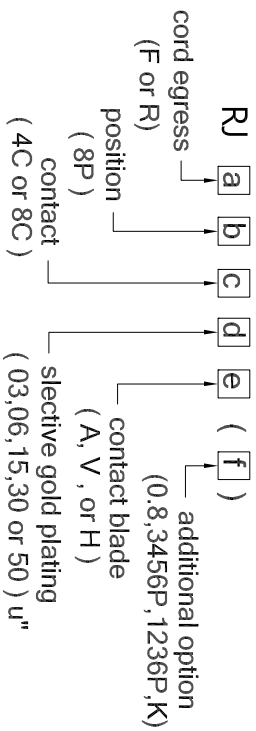 RJ a b c d e ( f )
cord egress
(F or R)
position
( 8P )
contact
( 4C or 8C )
slective gold plating
( 03,06,15,30 or 50 ) u"
contact blade
( A, V , or H )
additional option
(0.8,3456P,1236P,K)